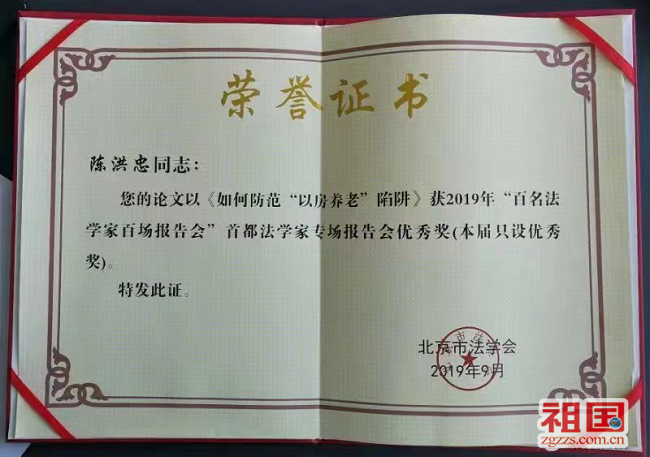 荣誉证书
陈洪忠同志：
您的论文以《如何防范“以房养老”陷阱》获2019年“百名法
学家百场报告会”首都法学家专场报告会优秀奖(本届只设优秀
奖)。
特发此证。
北京市法学会
2019年9月
祖国
zgzzs.com.cn